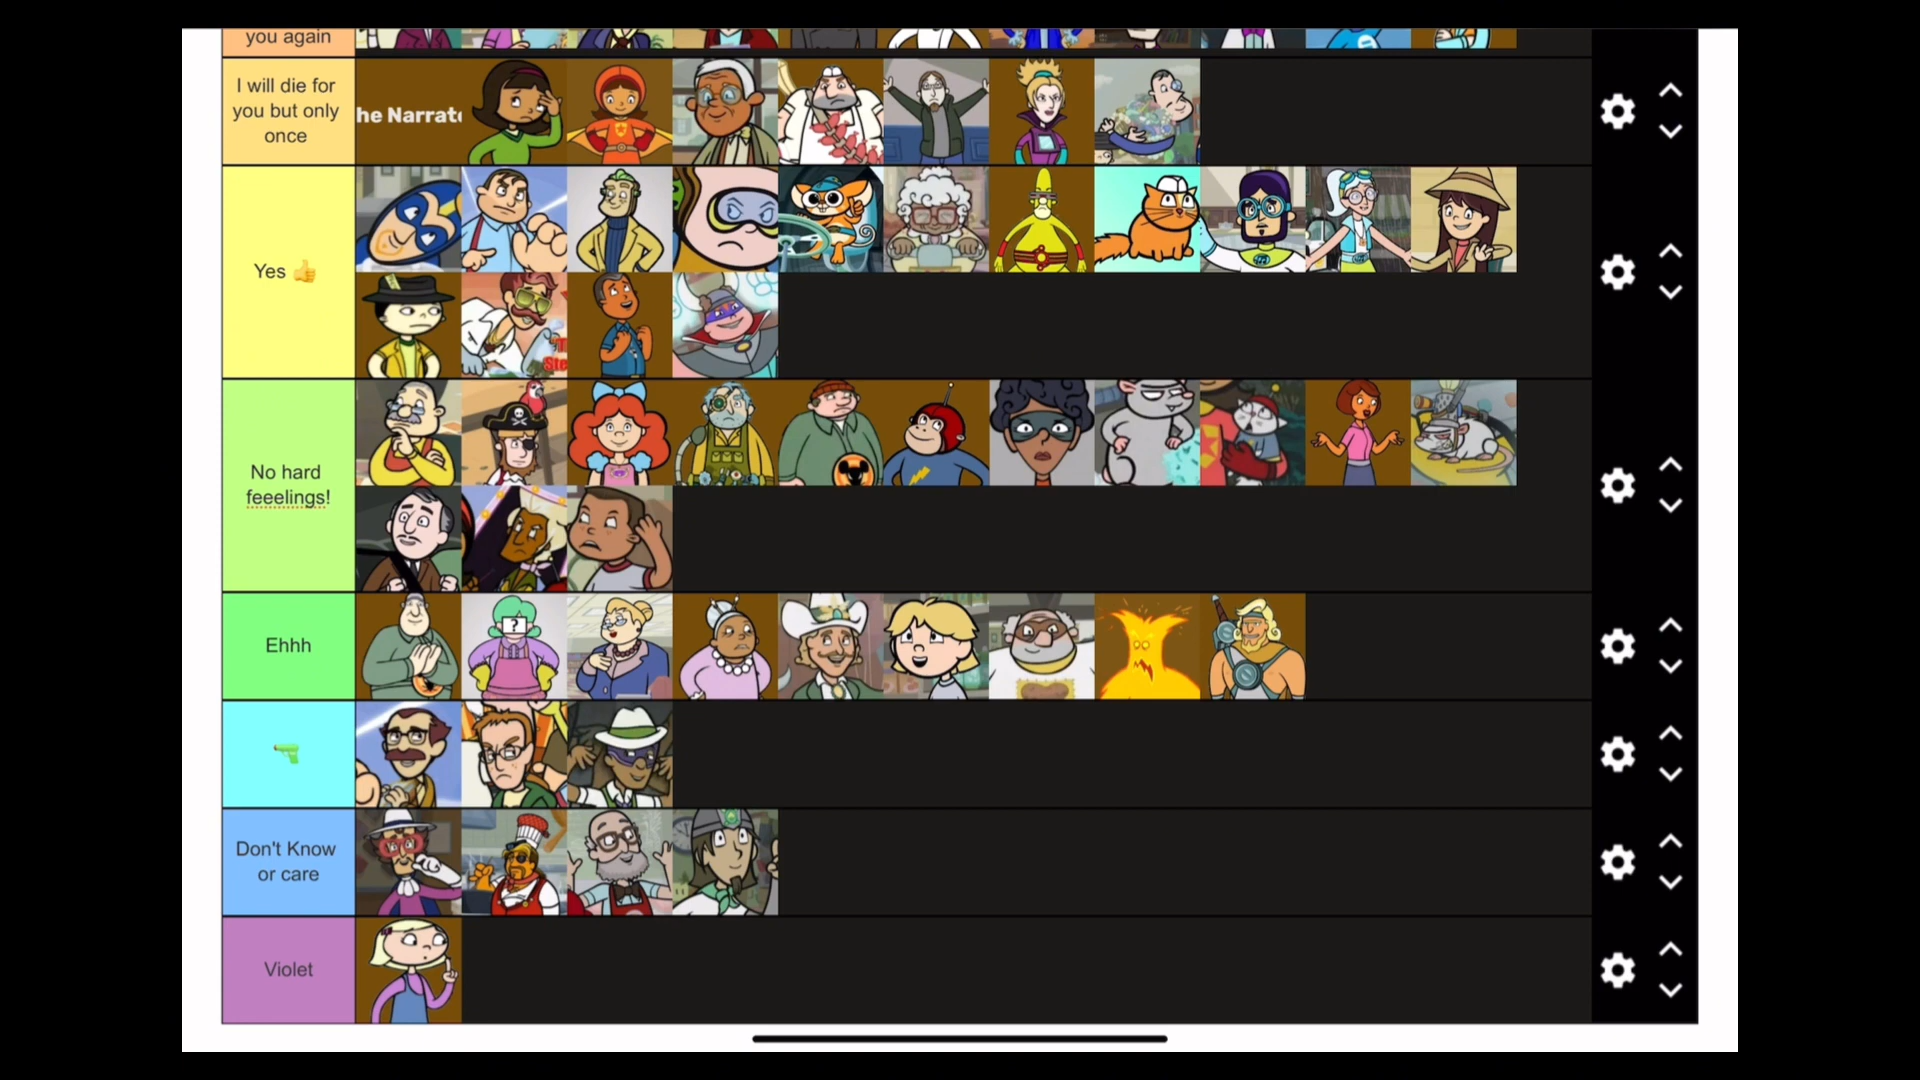 you again
I will die for
you but only
once
he Narrat
Yes 👍
No hard
feeelings!
Ehhh
🔫
Don't Know
or care
Violet
?